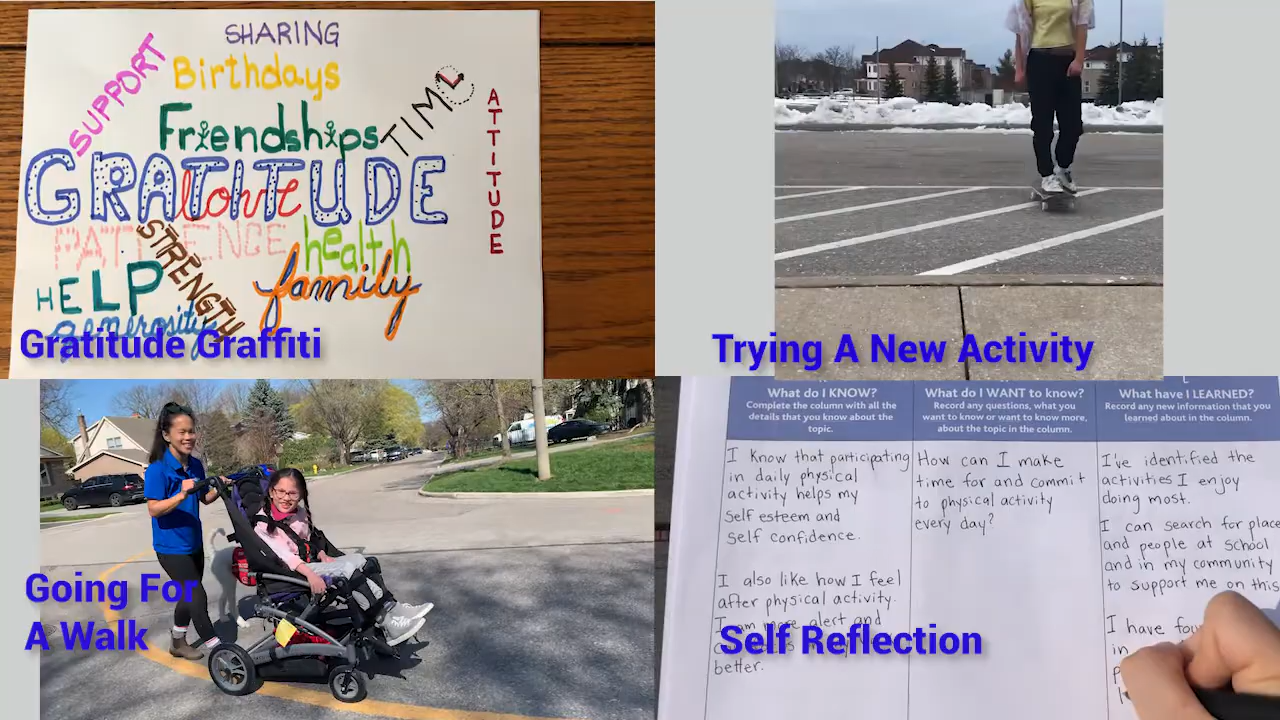 SHARING
SUPPORT
Birthdays
TIME
ATTITUDE
Friendships
GRATITUDE
love
PATIENCE
STRENGTH
health
HELP
family
Generosity
Gratitude Graffiti
Trying A New Activity
Going For
A Walk
What do I KNOW?
Complete the column with all the
details that you know about the
topic.
I know that participating
in daily physical
activity helps my
self esteem and
self confidence.
I also like how I feel
after physical activity.
I am more alert and
better.
What do I WANT to know?
Record any questions, what you
want to know or want to know more,
about the topic in the column.
How can I make
time for and commit
to physical activity
every day?
What have I LEARNED?
Record any new information that you
learned about in the column.
I've identified the
activities I enjoy
doing most.
I can search for place
and people at school
and in my community
to support me on this
I have fou
in
Self Reflection